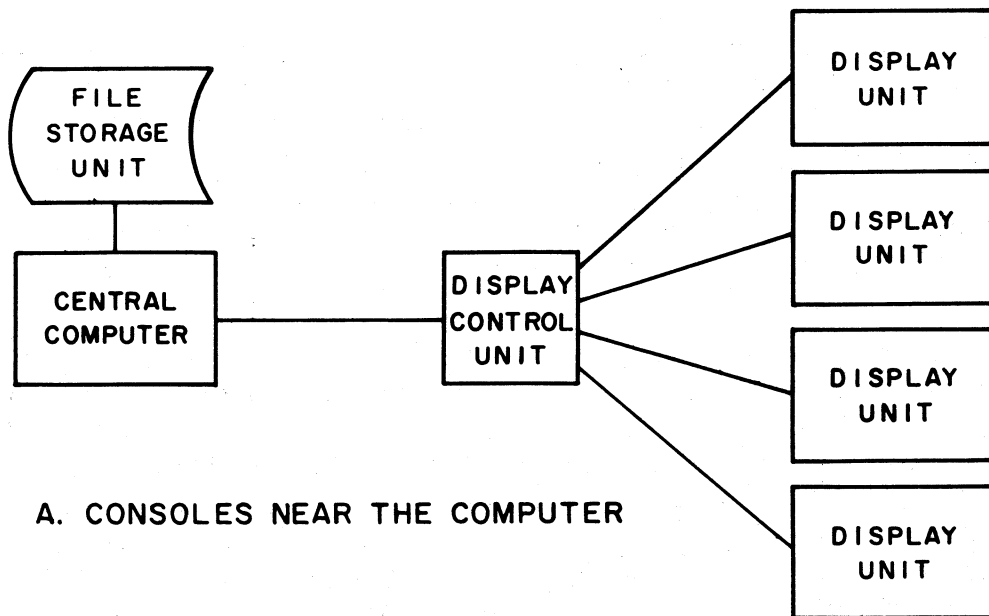 FILE
STORAGE
UNIT
CENTRAL
COMPUTER
DISPLAY
CONTROL
UNIT
DISPLAY
UNIT
DISPLAY
UNIT
DISPLAY
UNIT
DISPLAY
UNIT
A. CONSOLES NEAR THE COMPUTER